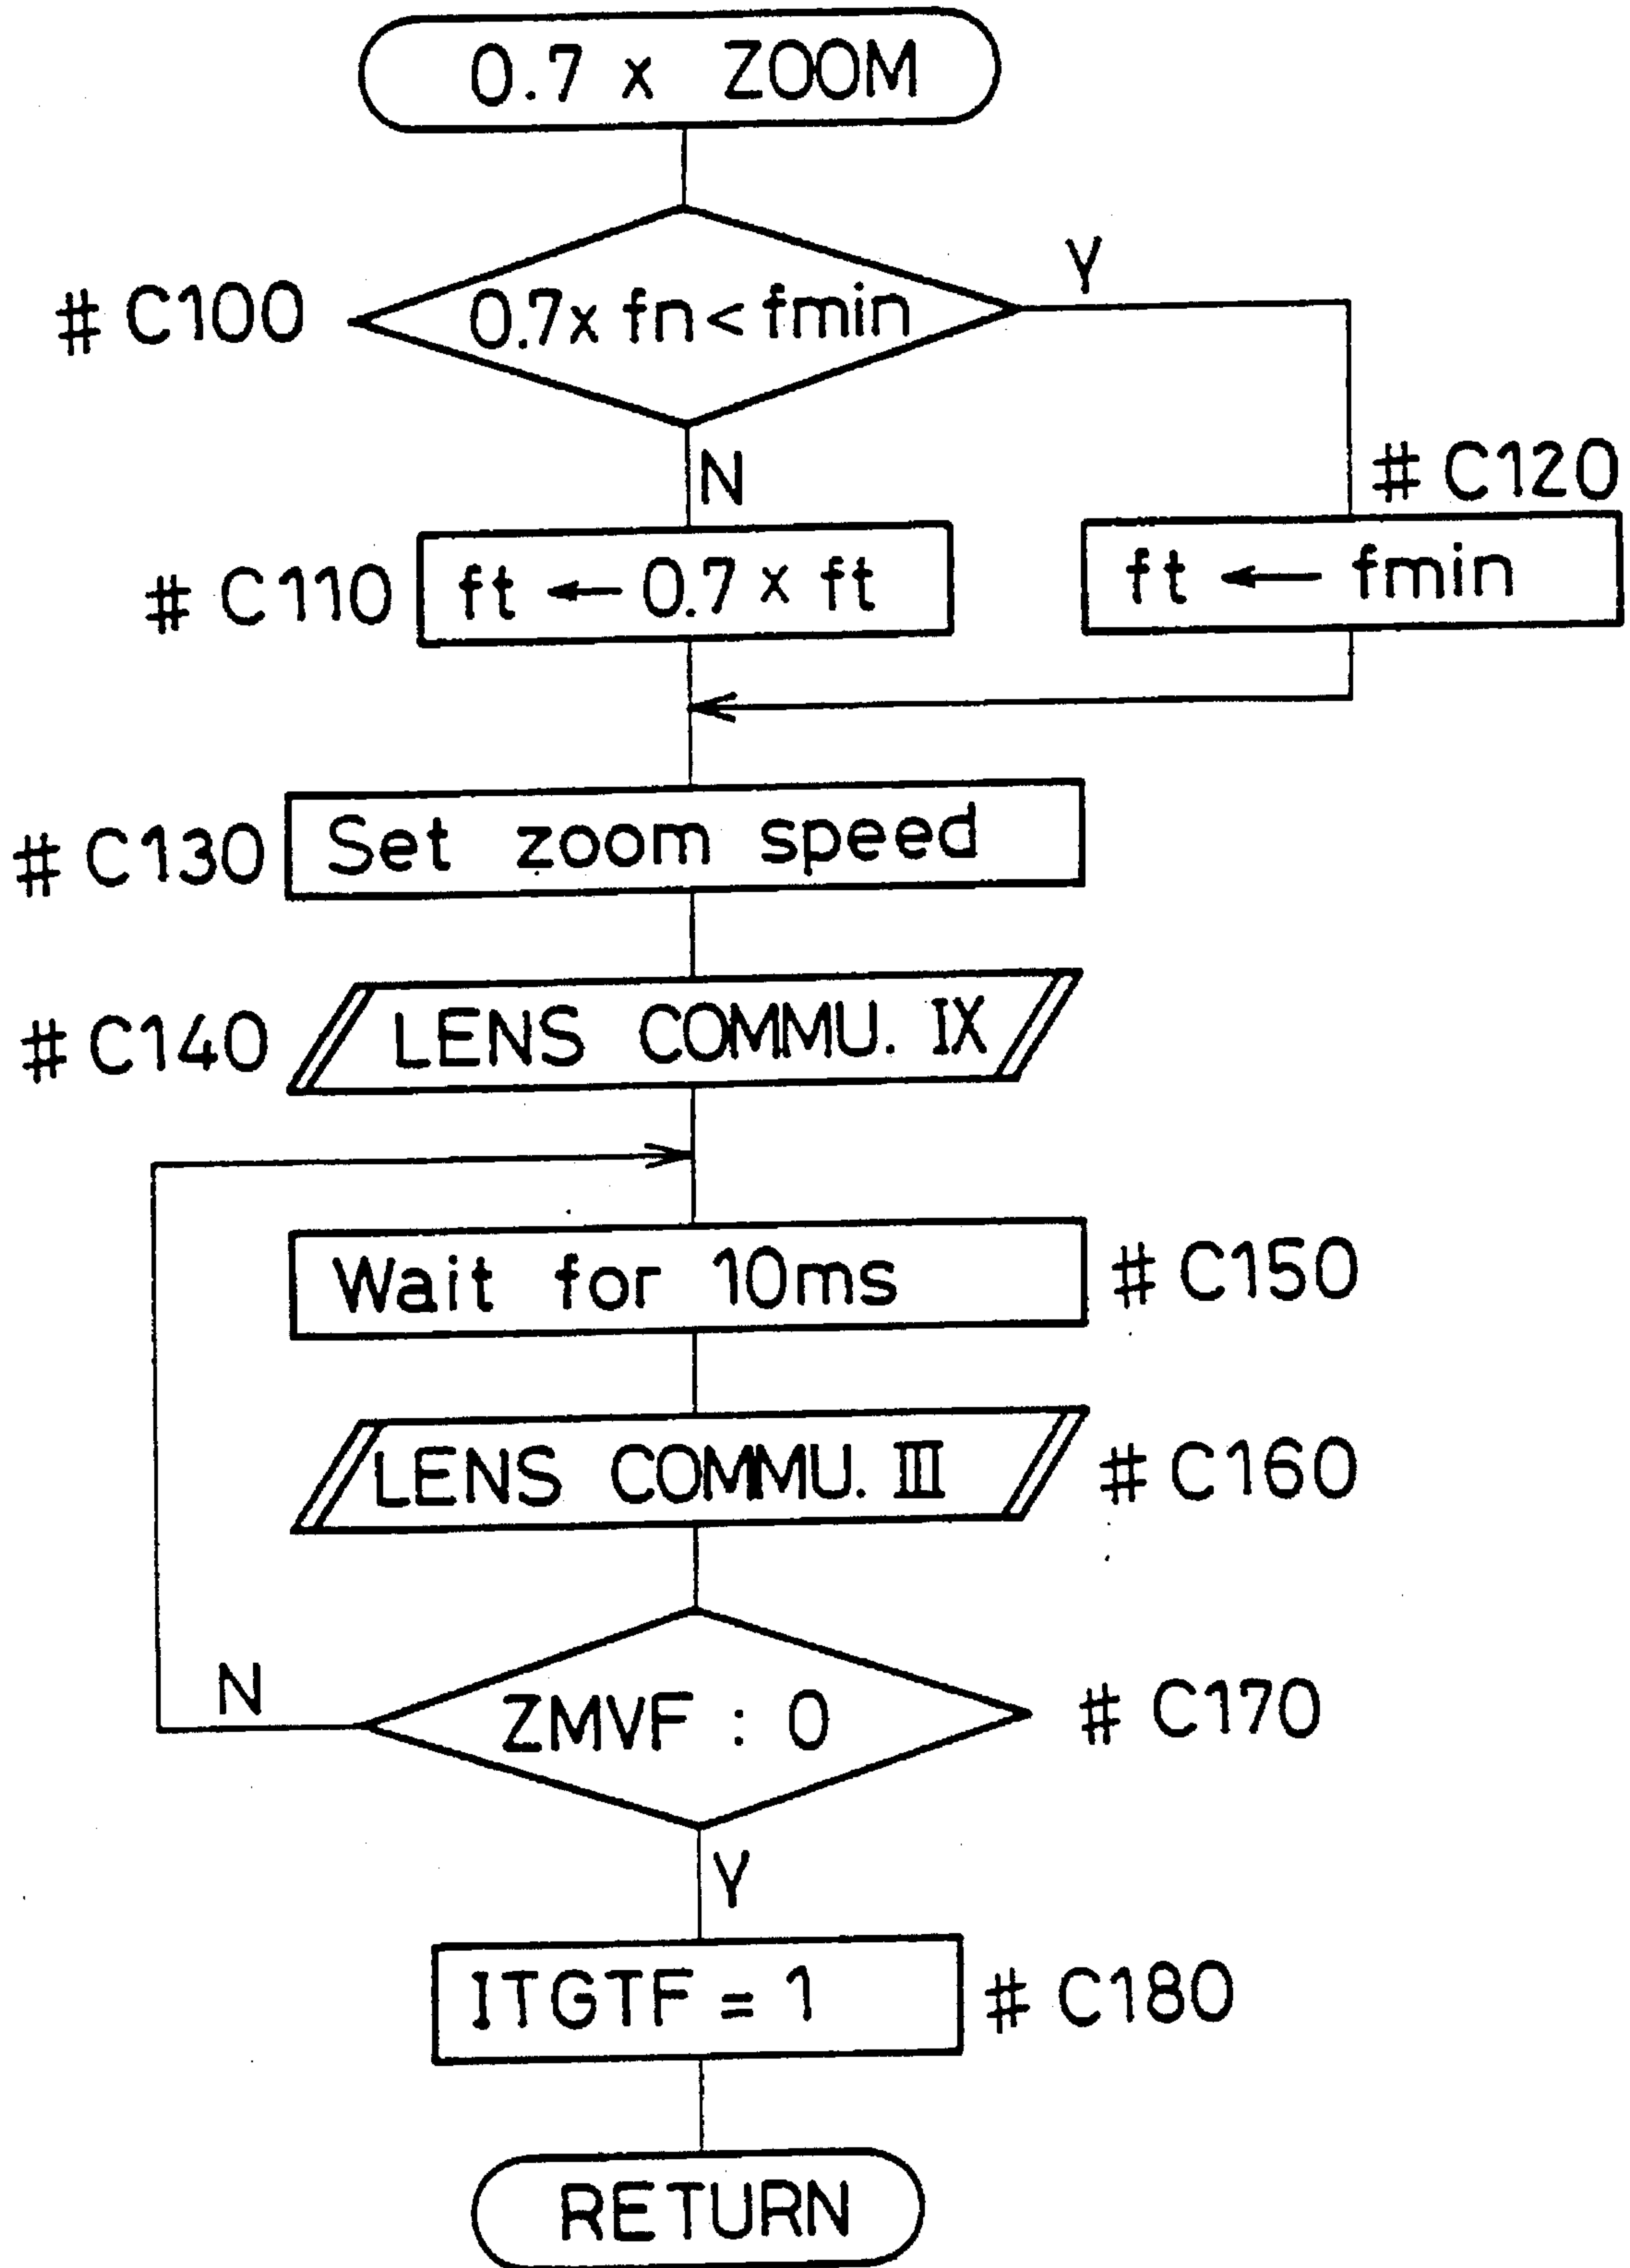 0.7 x ZOOM
Y
# C100
0.7x fn < fmin
N
# C120
# C110
ft ← 0.7 x ft
ft ← fmin
# C130
Set zoom speed
# C140
LENS COMMU. IX
Wait for 10ms
# C150
LENS COMMU. III
# C160
N
ZMVF : 0
# C170
Y
ITGTF = 1
# C180
RETURN